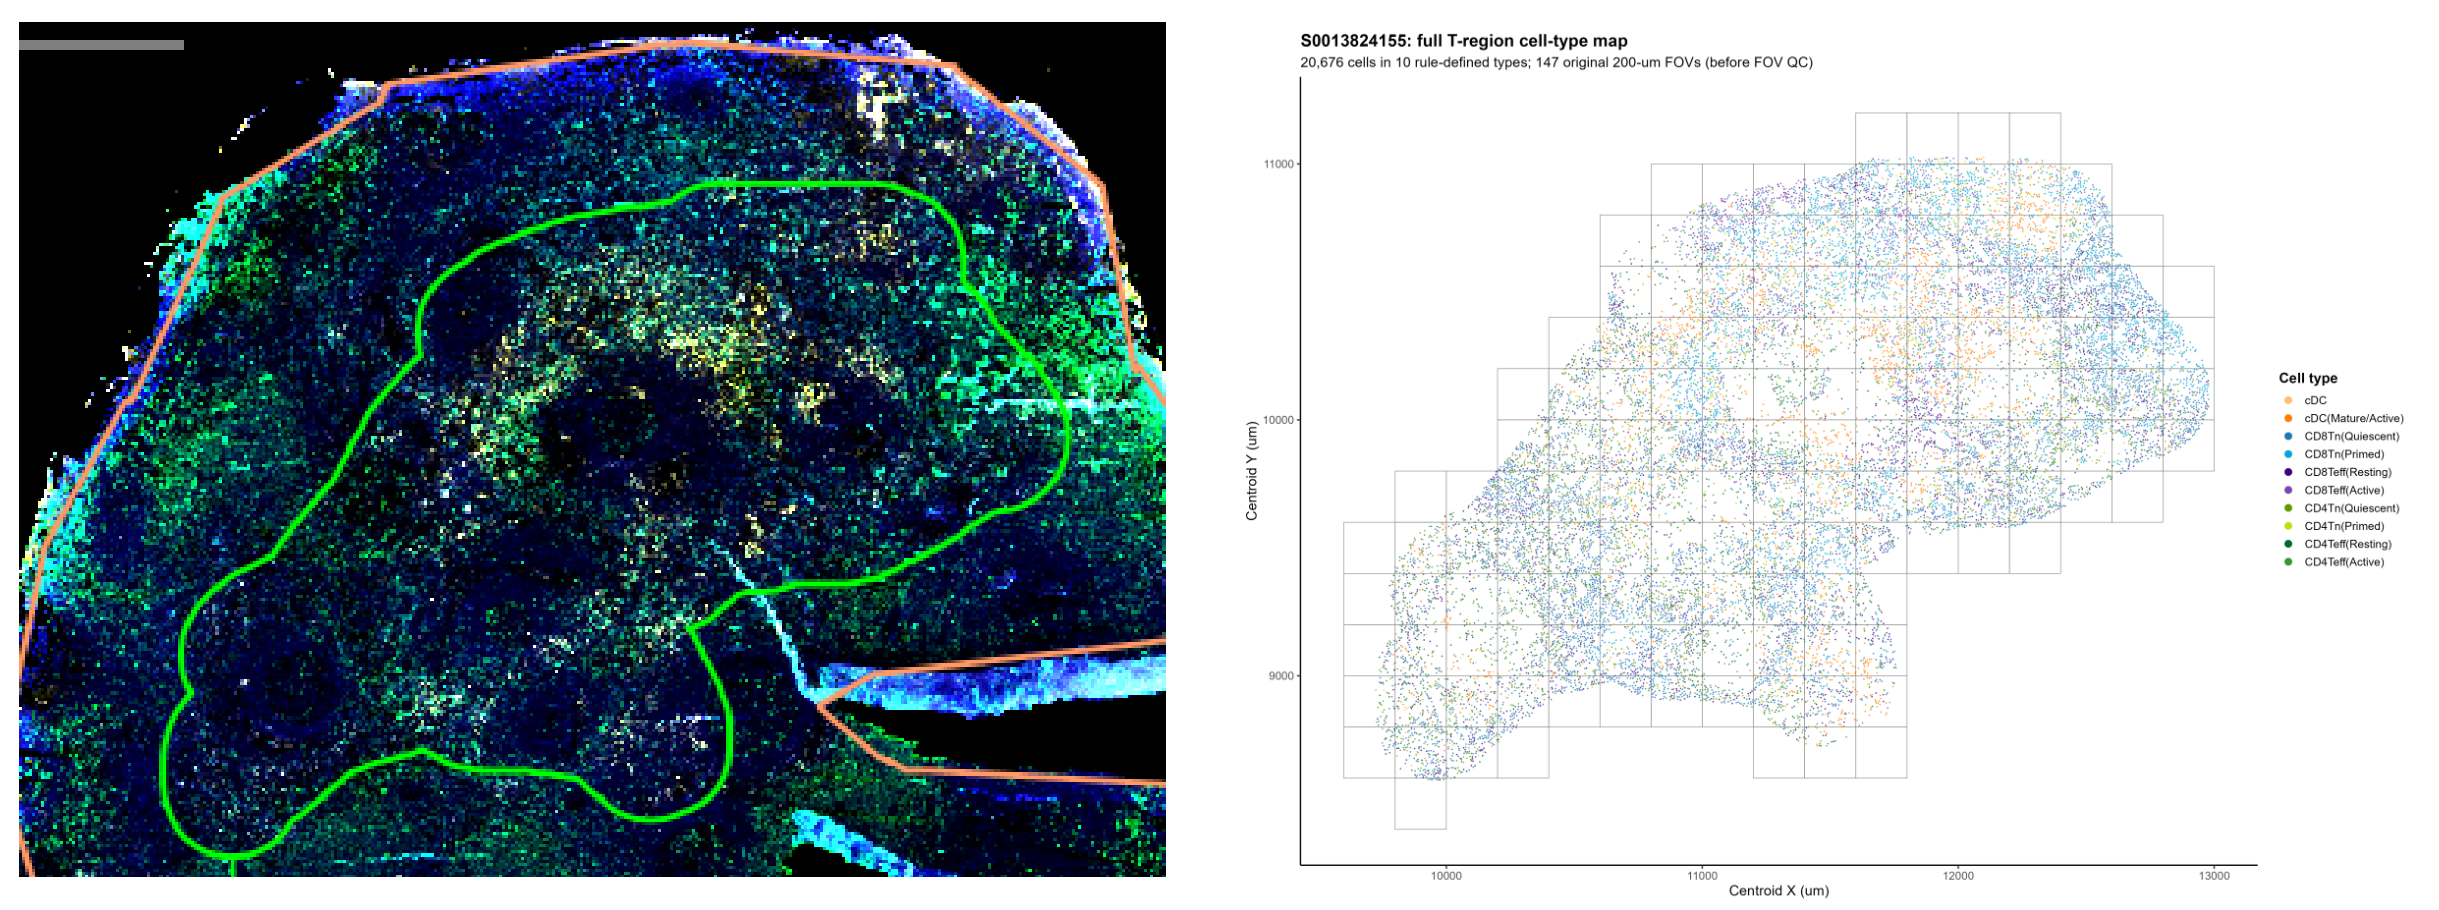 S0013824155: full T-region cell-type map
20,676 cells in 10 rule-defined types; 147 original 200-um FOVs (before FOV QC)
11000
10000
9000
Centroid Y (um)
10000
11000
12000
13000
Centroid X (um)
Cell type
cDC
cDC(Mature/Active)
CD8Tn(Quiescent)
CD8Tn(Primed)
CD8Teff(Resting)
CD8Teff(Active)
CD4Tn(Quiescent)
CD4Tn(Primed)
CD4Teff(Resting)
CD4Teff(Active)